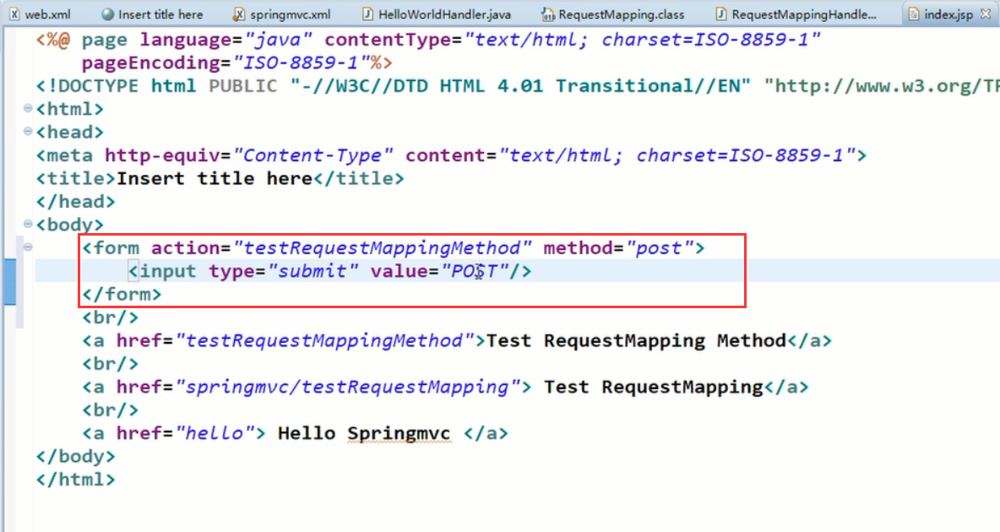 web.xml Insert title here springmvc.xml HelloWorldHandler.java RequestMapping.class RequestMappingHandle... index.jsp
<%@ page language="java" contentType="text/html; charset=ISO-8859-1"
    pageEncoding="ISO-8859-1"%>
<!DOCTYPE html PUBLIC "-//W3C//DTD HTML 4.01 Transitional//EN" "http://www.w3.org/TR
<html>
<head>
<meta http-equiv="Content-Type" content="text/html; charset=ISO-8859-1">
<title>Insert title here</title>
</head>
<body>
    <form action="testRequestMappingMethod" method="post">
        <input type="submit" value="POST"/>
    </form>
    <br/>
    <a href="testRequestMappingMethod">Test RequestMapping Method</a>
    <br/>
    <a href="springmvc/testRequestMapping"> Test RequestMapping</a>
    <br/>
    <a href="hello"> Hello Springmvc </a>
</body>
</html>